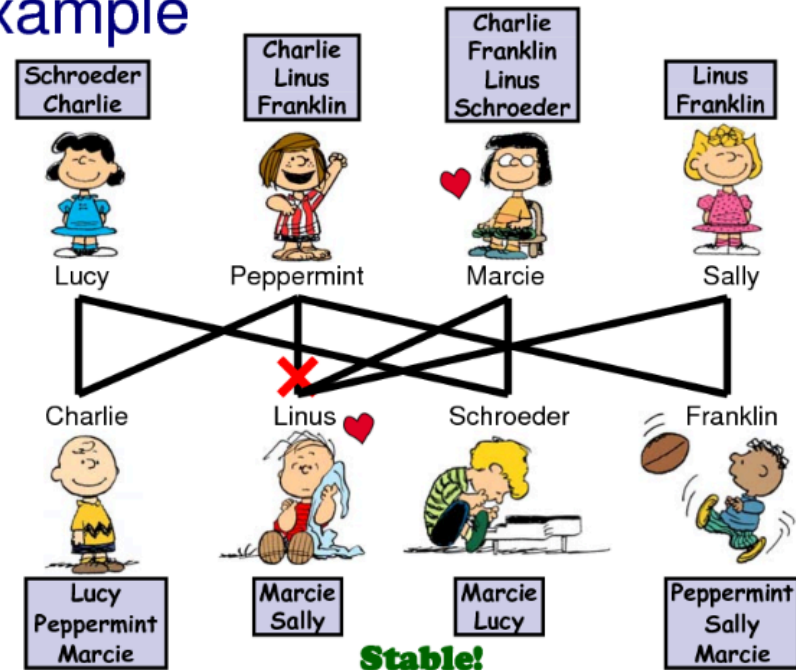 xample
Schroeder
Charlie
Charlie
Linus
Franklin
Charlie
Franklin
Linus
Schroeder
Linus
Franklin
Lucy
Peppermint
Marcie
Sally
Charlie
Linus
Schroeder
Franklin
Lucy
Peppermint
Marcie
Marcie
Sally
Marcie
Lucy
Peppermint
Sally
Marcie
Stable!